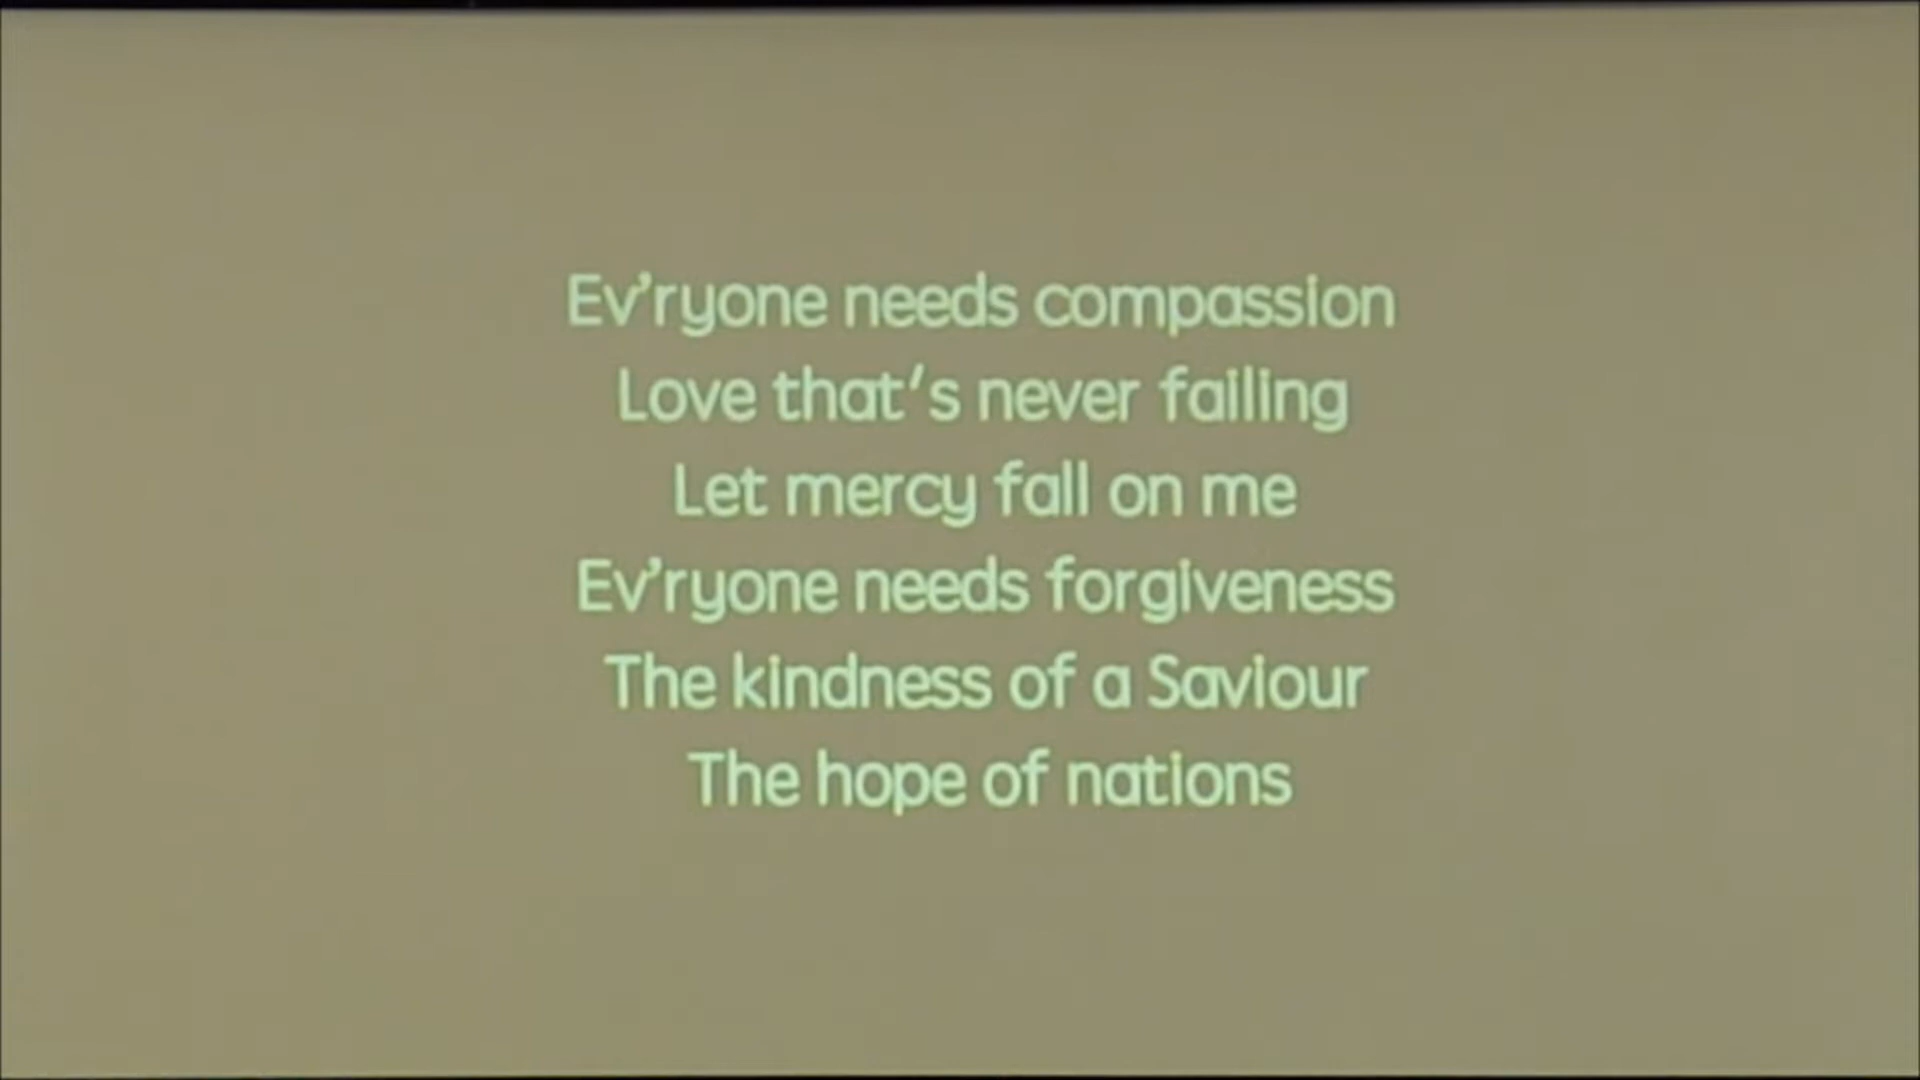 Ev'ryone needs compassion
Love that's never failing
Let mercy fall on me
Ev'ryone needs forgiveness
The kindness of a Saviour
The hope of nations